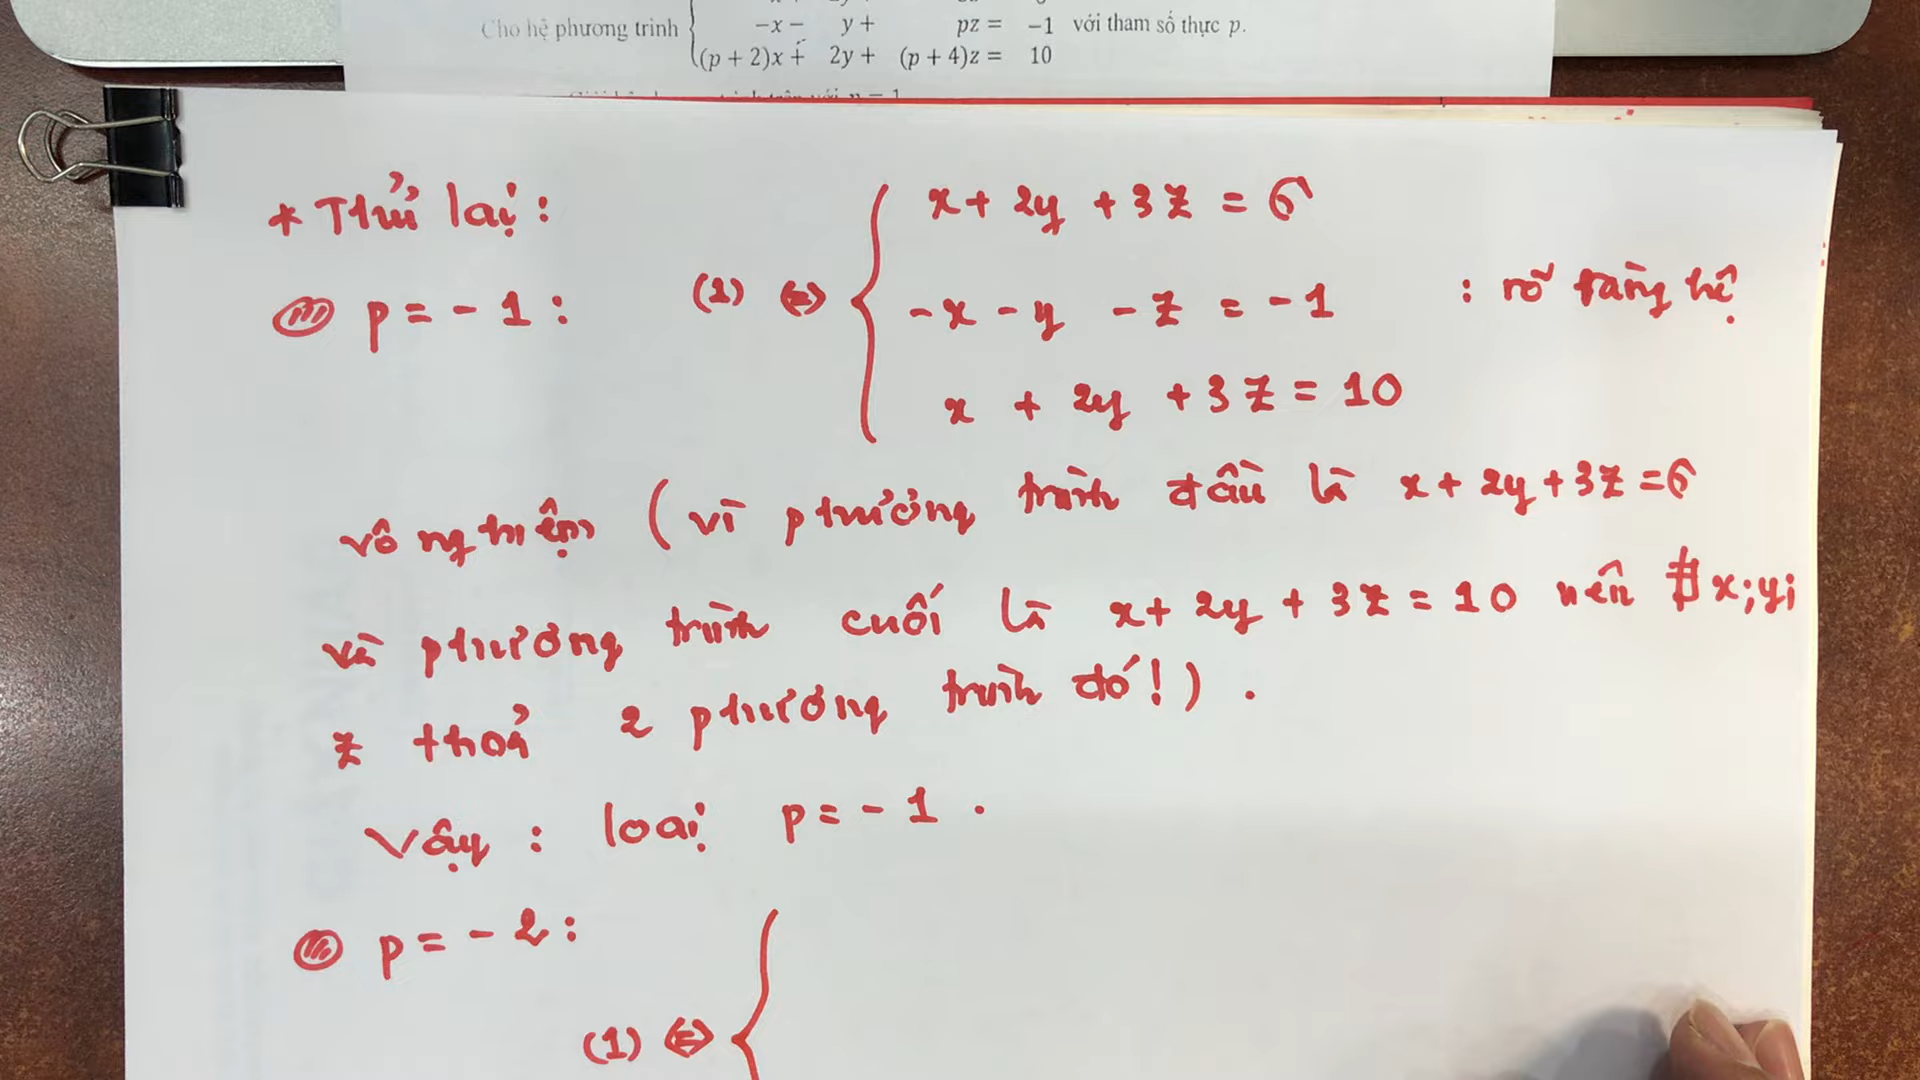 Cho hệ phương trình
-x - y + pz = -1 với tham số thực p.
(p + 2)x + 2y + (p + 4)z = 10
* Thử lại :
p = - 1 : (1) ⇔ x + 2y + 3z = 6
-x - y - z = - 1 : rõ ràng hệ
x + 2y + 3z = 10
vô nghiệm ( vì phương trình đầu là x + 2y + 3z = 6
và phương trình cuối là x + 2y + 3z = 10 nên ∄ x; y;
z thoả 2 phương trình đó! ) .
Vậy : loại p = - 1 .
p = - 2 :
(1) ⇔ {